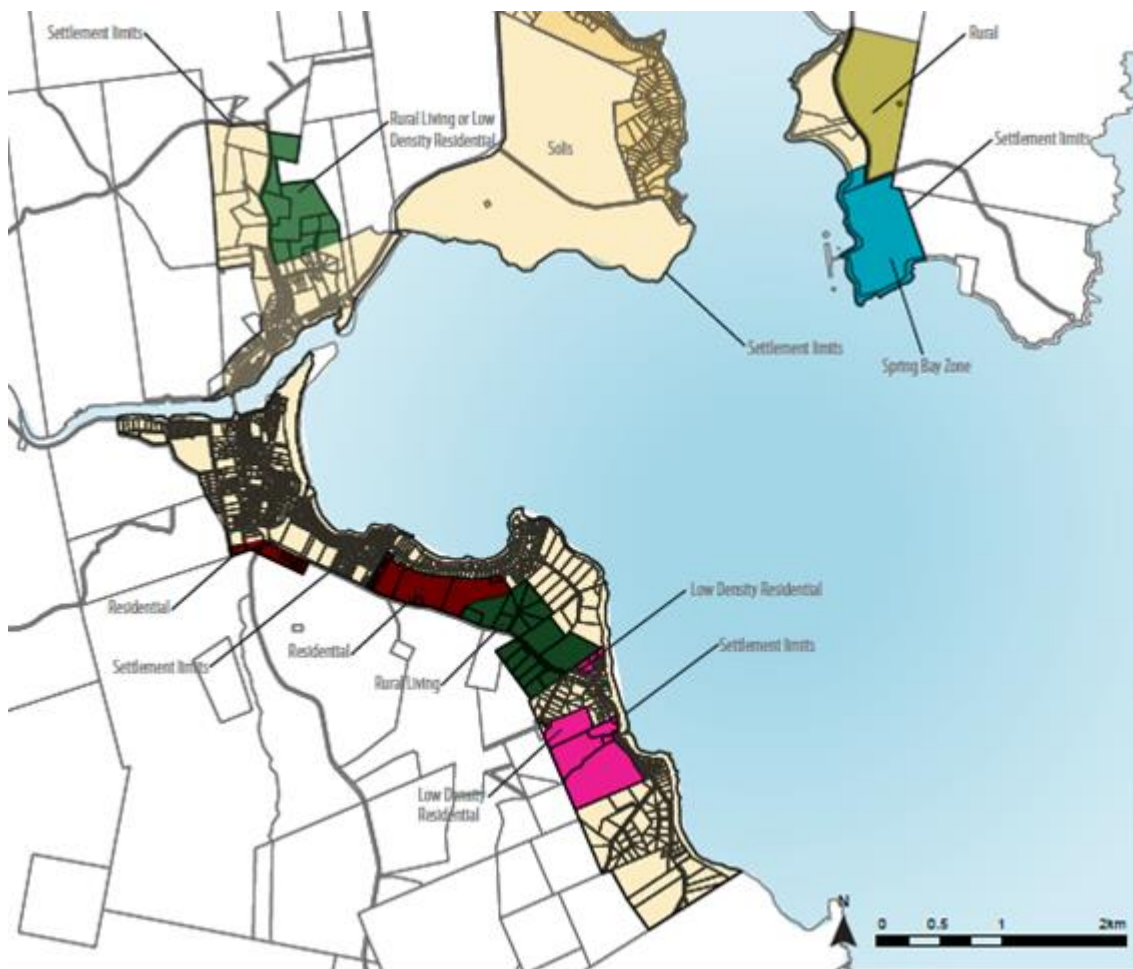 Settlement limits
Rural
Rural Living or Low
Density Residential
Solis
Settlement limits
Settlement limits
Spring Bay Zone
Low Density Residential
Residential
Settlement limits
Residential
Settlement limits
Rural Living
Low Density
Residential
N
0 0.5 1 2km